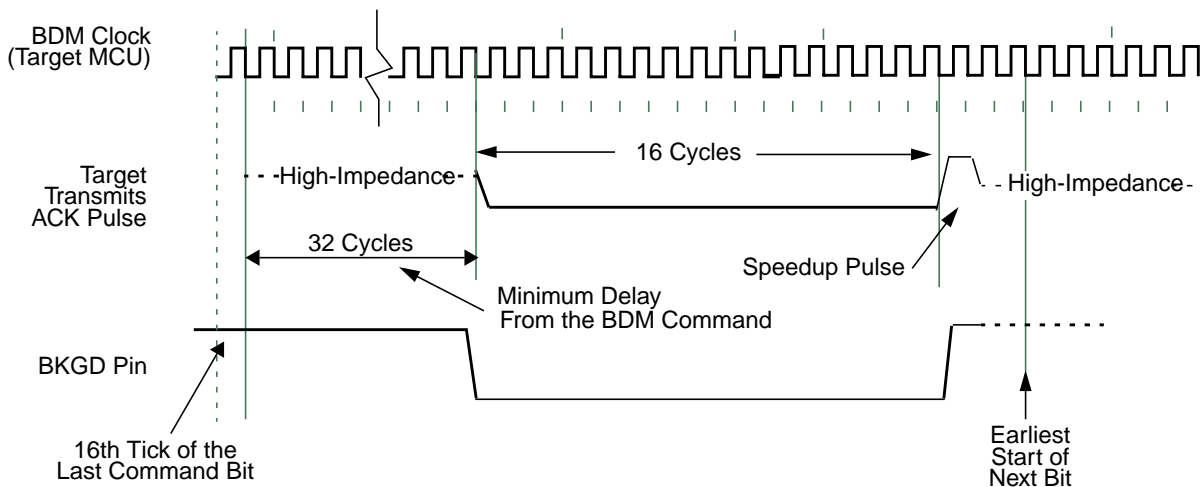 BDM Clock
(Target MCU)
16 Cycles
Target
Transmits
ACK Pulse
High-Impedance
High-Impedance
32 Cycles
Speedup Pulse
Minimum Delay
From the BDM Command
BKGD Pin
16th Tick of the
Last Command Bit
Earliest
Start of
Next Bit